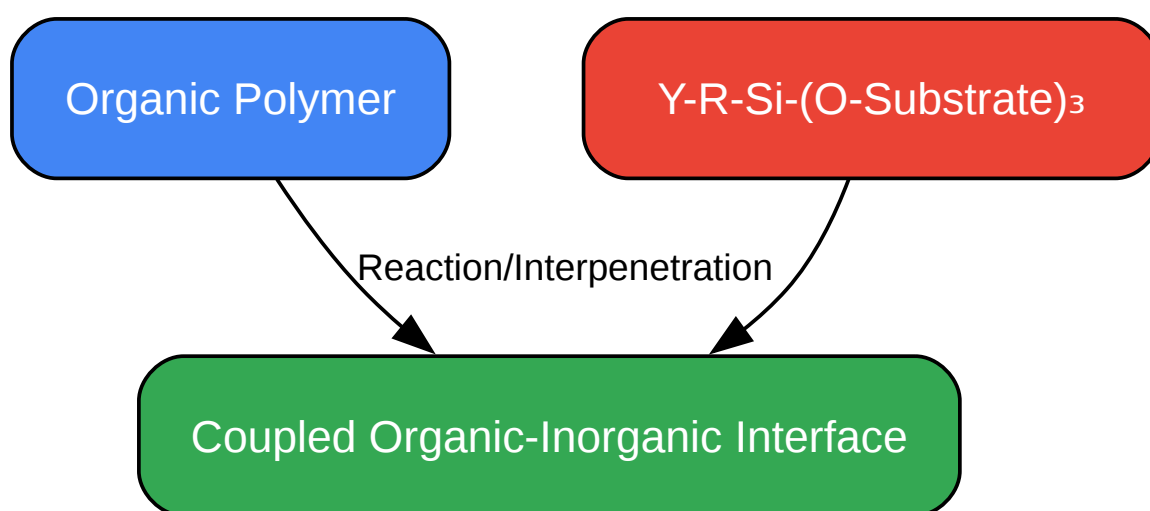 Organic Polymer
Y-R-Si-(O-Substrate)₃
Reaction/Interpenetration
Coupled Organic-Inorganic Interface